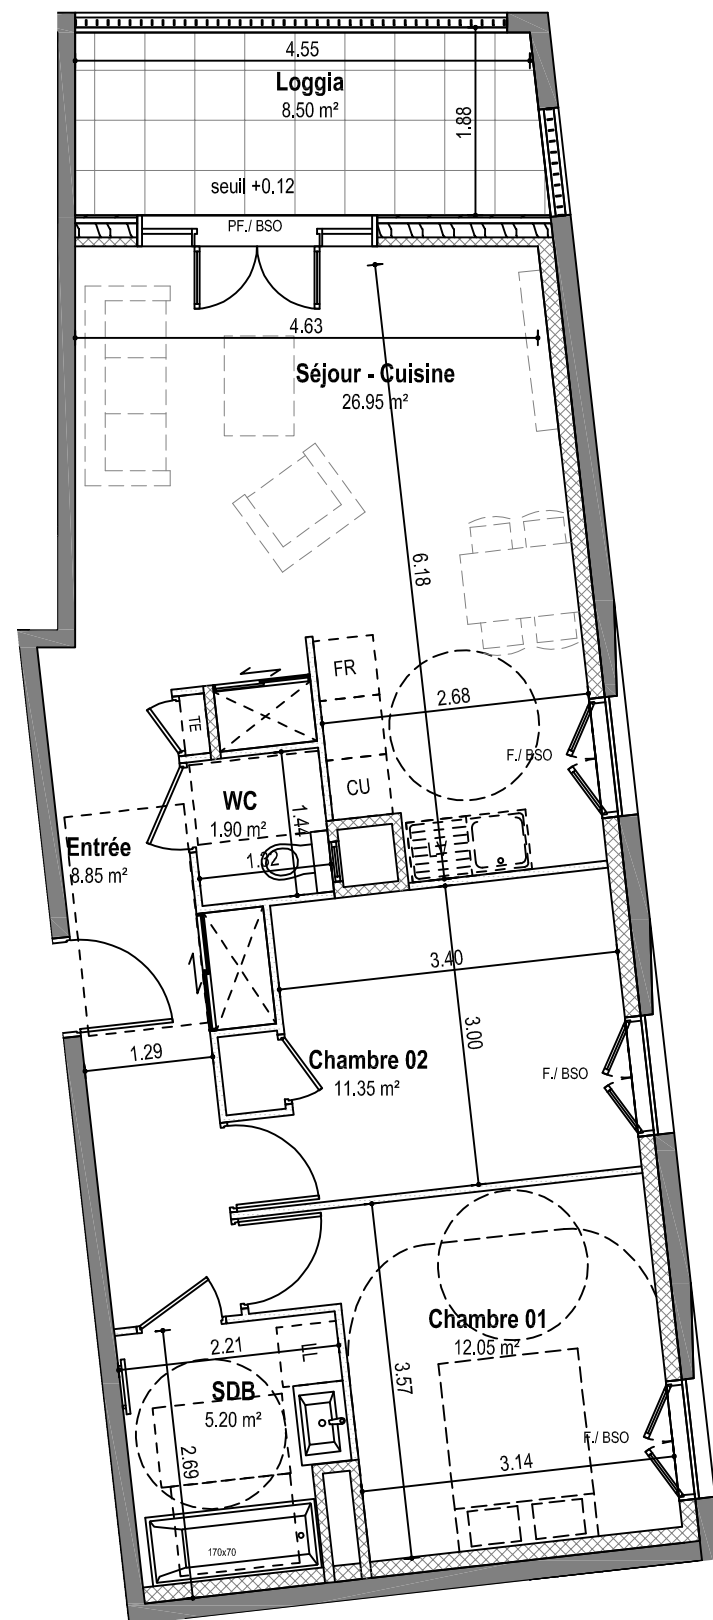 4.55
Loggia
8.50 m²
1.88
seuil +0.12
PF./ BSO
4.63
Séjour - Cuisine
26.95 m²
6.18
FR
2.68
TE
F./ BSO
CU
WC
1.90 m²
1.44
1.32
LV
Entrée
8.85 m²
3.40
3.00
1.29
Chambre 02
11.35 m²
F./ BSO
Chambre 01
12.05 m²
2.21
LL
SDB
5.20 m²
3.57
2.69
F./ BSO
3.14
170x70